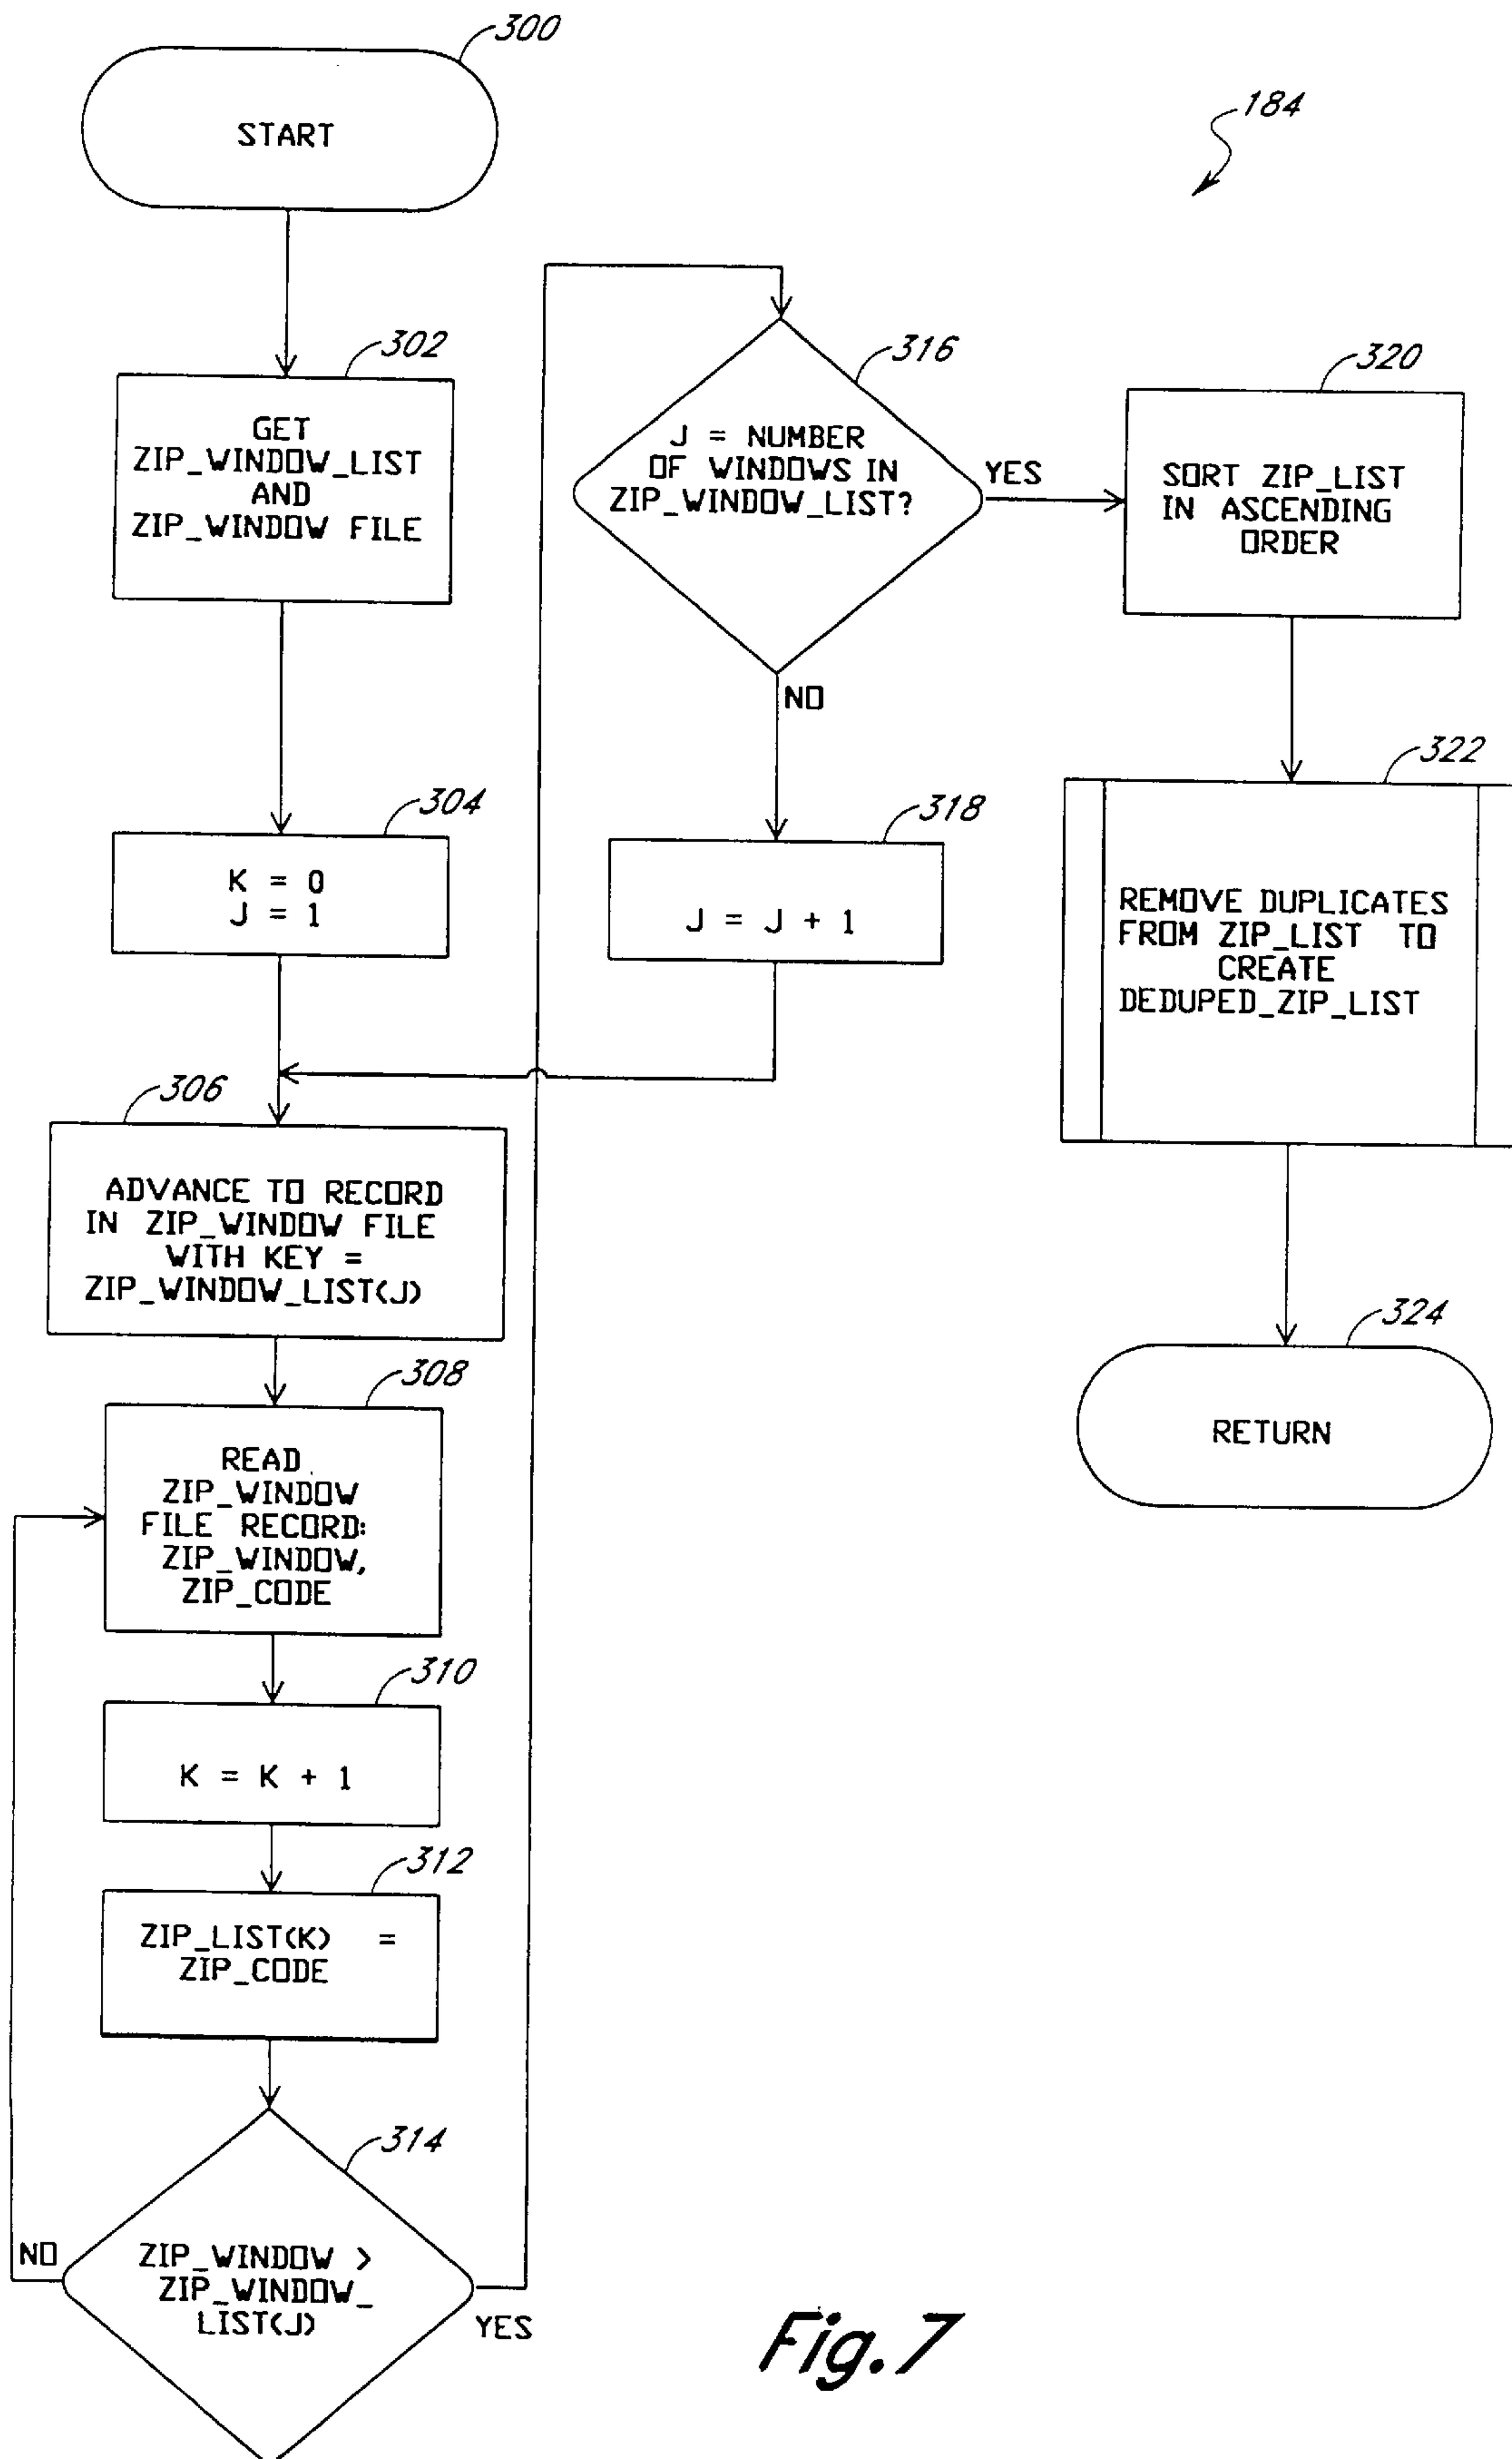 300
START
184
302
GET
ZIP_WINDOW_LIST
AND
ZIP_WINDOW FILE
304
K = 0
J = 1
306
ADVANCE TO RECORD
IN ZIP_WINDOW FILE
WITH KEY =
ZIP_WINDOW_LIST(J)
308
READ
ZIP_WINDOW
FILE RECORD:
ZIP_WINDOW,
ZIP_CODE
310
K = K + 1
312
ZIP_LIST(K) =
ZIP_CODE
314
ZIP_WINDOW >
ZIP_WINDOW_
LIST(J)
NO
YES
316
J = NUMBER
OF WINDOWS IN
ZIP_WINDOW_LIST?
YES
NO
318
J = J + 1
320
SORT ZIP_LIST
IN ASCENDING
ORDER
322
REMOVE DUPLICATES
FROM ZIP_LIST TO
CREATE
DEDUPED_ZIP_LIST
324
RETURN
Fig. 7